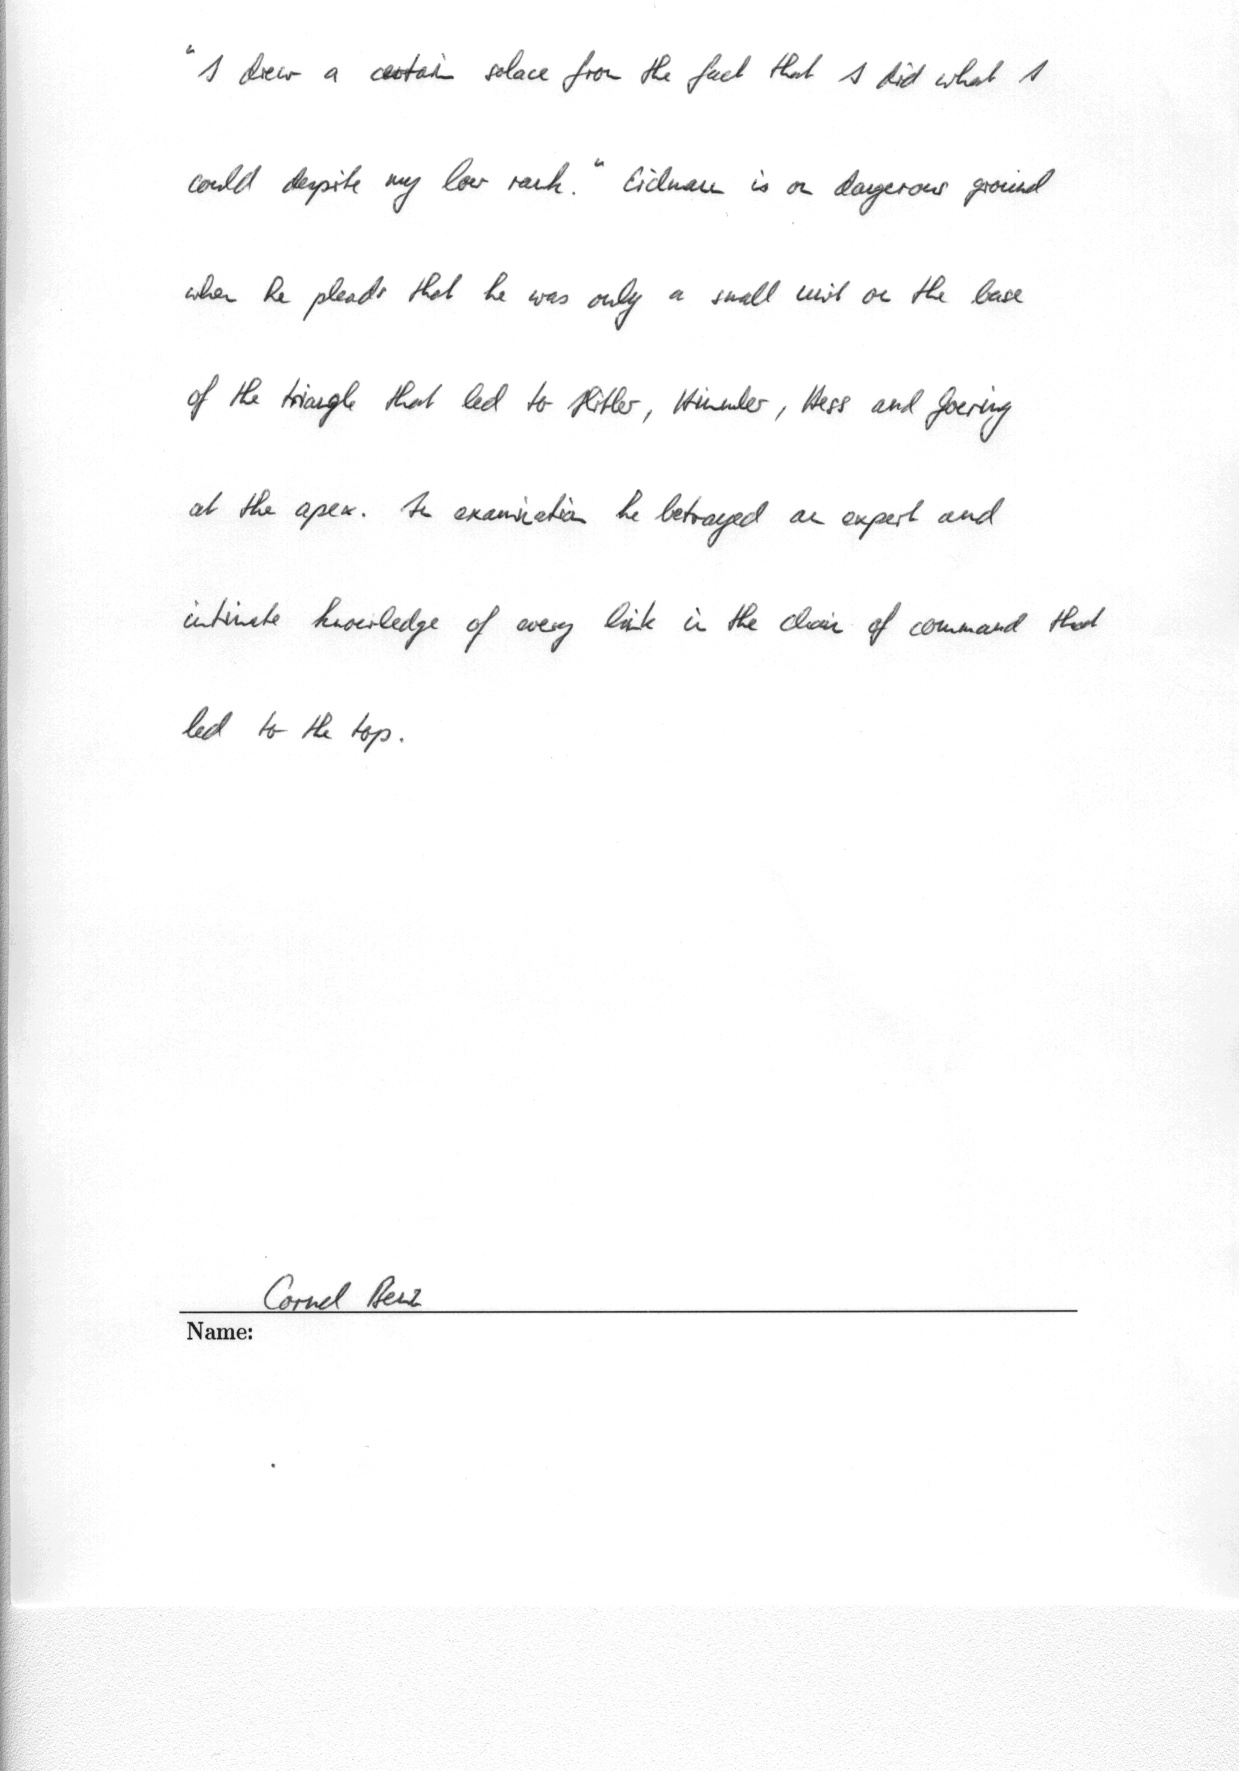 "I drew a certain solace from the fact that I did what I
could despite my low rank." Eichmann is on dangerous ground
when he pleads that he was only a small unit on the base
of the triangle that led to Hitler, Himmler, Hess and Goering
at the apex. In examination he betrayed an expert and
intimate knowledge of every link in the chain of command that
led to the top.
Cornel Benz
Name: